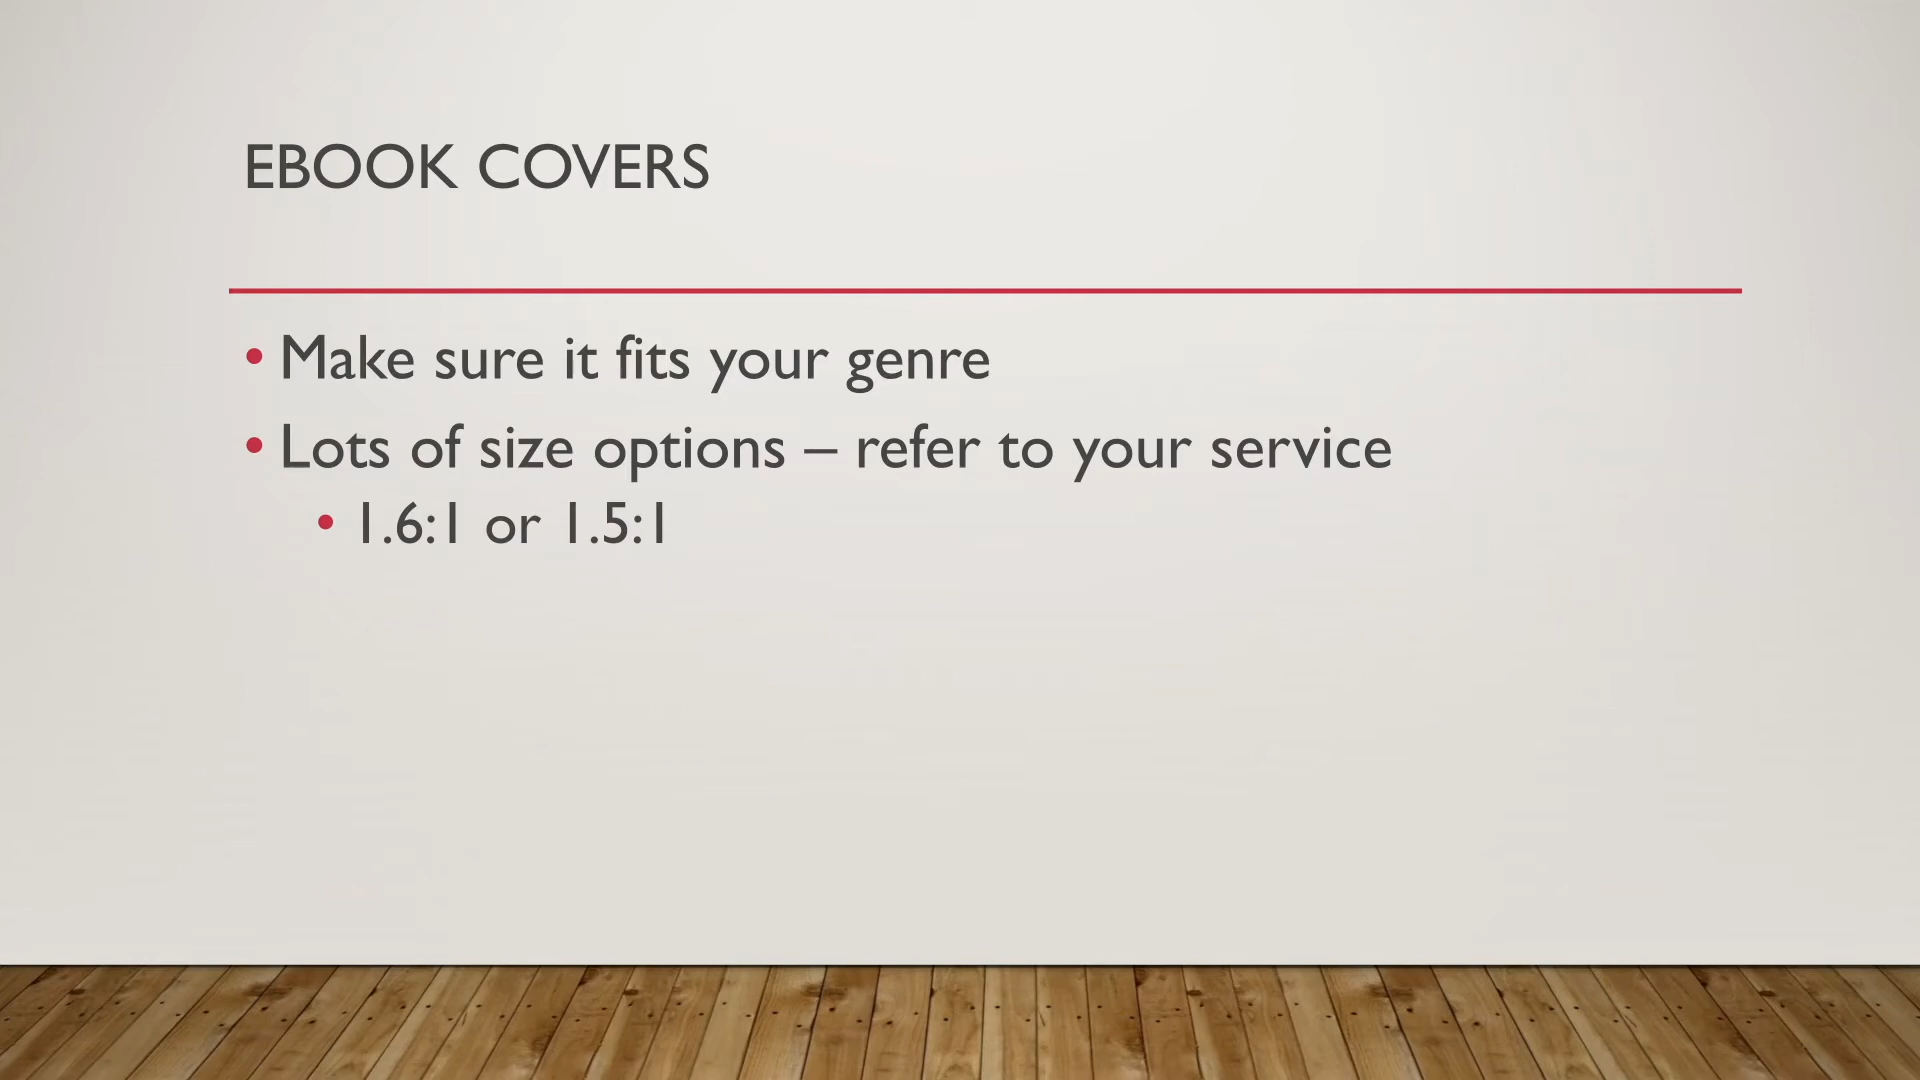 EBOOK COVERS
• Make sure it fits your genre
• Lots of size options – refer to your service
• 1.6:1 or 1.5:1